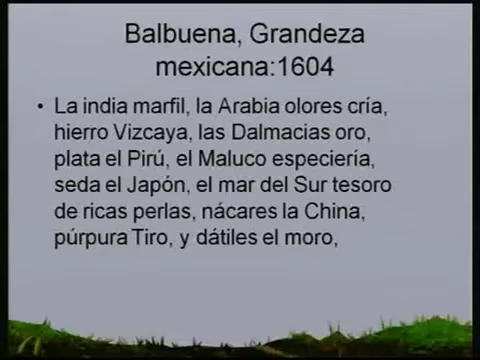 Balbuena, Grandeza
mexicana:1604
• La india marfil, la Arabia olores cría,
hierro Vizcaya, las Dalmacias oro,
plata el Pirú, el Maluco especiería,
seda el Japón, el mar del Sur tesoro
de ricas perlas, nácares la China,
púrpura Tiro, y dátiles el moro,